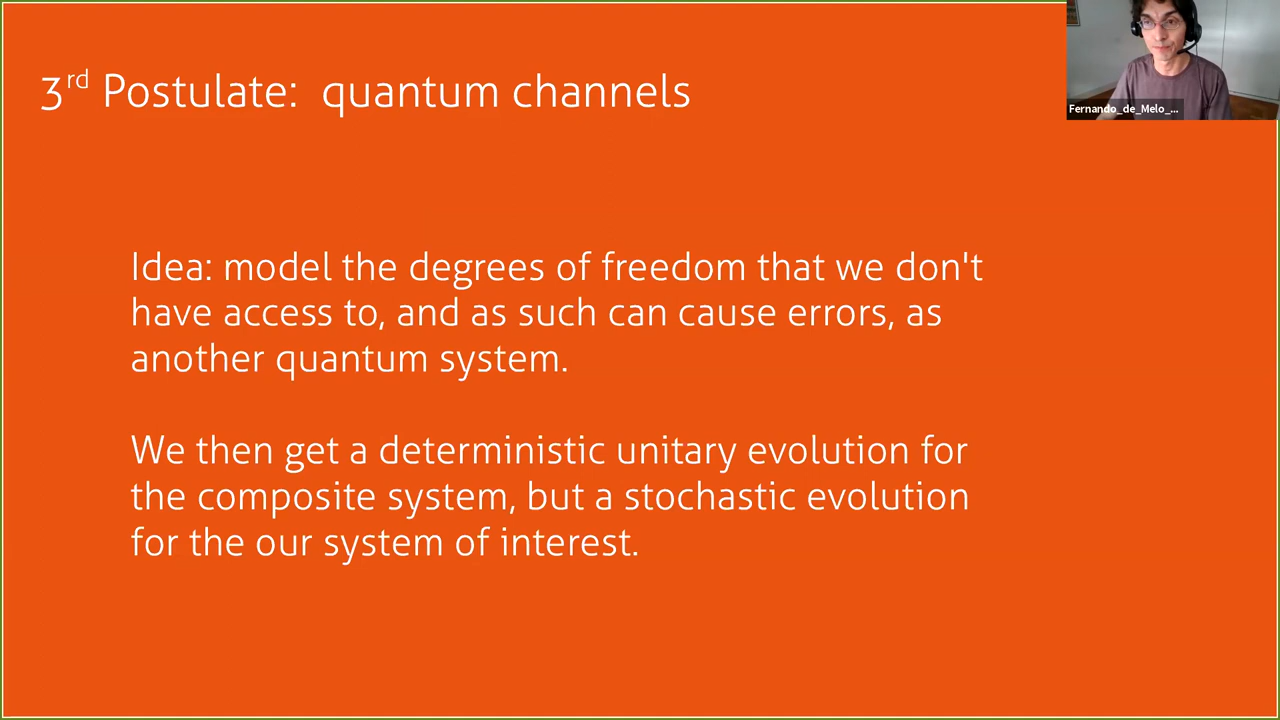 3rd Postulate: quantum channels
Fernando_de_Melo_...
Idea: model the degrees of freedom that we don't
have access to, and as such can cause errors, as
another quantum system.
We then get a deterministic unitary evolution for
the composite system, but a stochastic evolution
for the our system of interest.